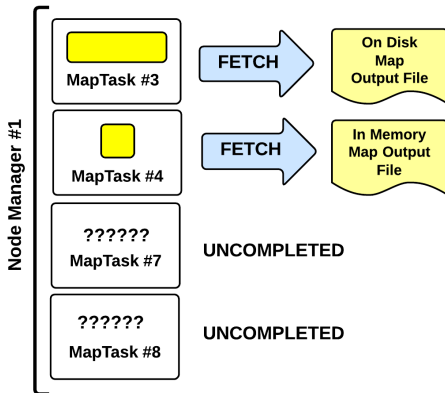 Node Manager #1
MapTask #3
FETCH
On Disk
Map
Output File
MapTask #4
FETCH
In Memory
Map Output
File
??????
MapTask #7
UNCOMPLETED
??????
MapTask #8
UNCOMPLETED